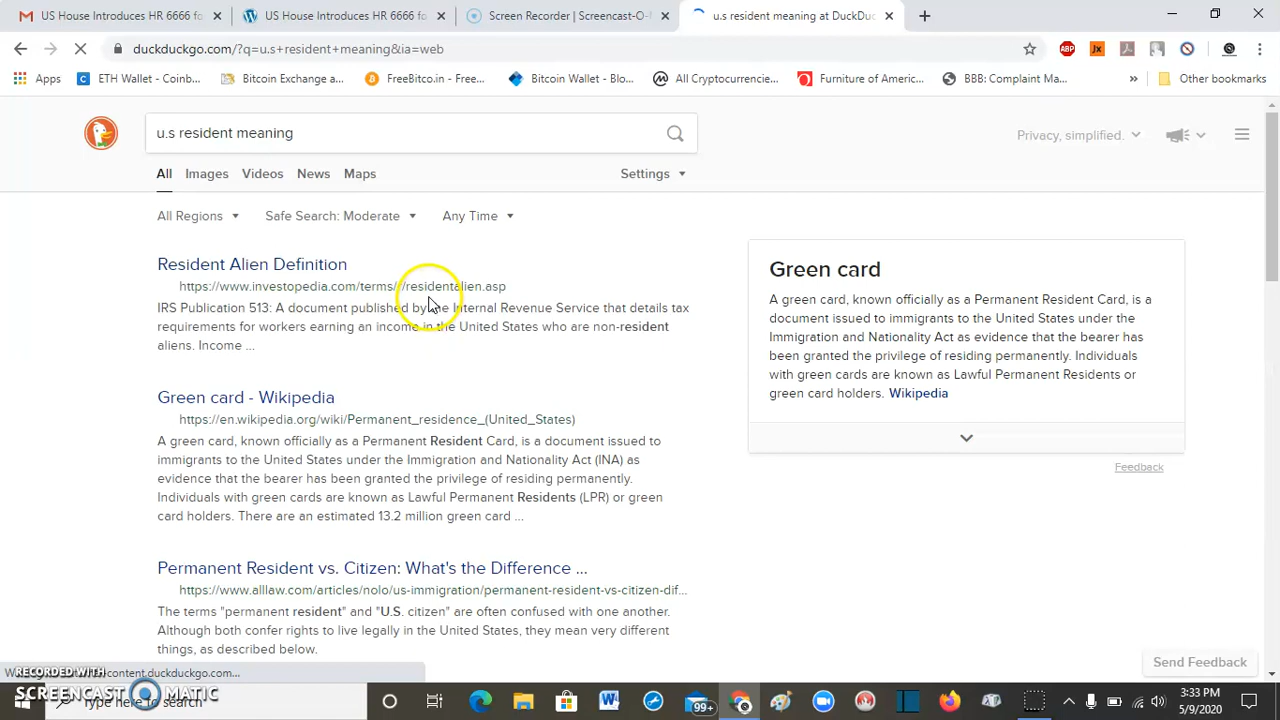 US House Introduces HR 6666 fo
US House Introduces HR 6666 fo
Screen Recorder | Screencast-O-M
u.s resident meaning at DuckDuc
duckduckgo.com/?q=u.s+resident+meaning&ia=web
Apps
ETH Wallet - Coinb...
Bitcoin Exchange a...
FreeBitco.in - Free...
Bitcoin Wallet - Blo...
All Cryptocurrencie...
Furniture of Americ...
BBB: Complaint Ma...
»
Other bookmarks
u.s resident meaning
Privacy, simplified.
All Images Videos News Maps
Settings
All Regions Safe Search: Moderate Any Time
Resident Alien Definition
https://www.investopedia.com/terms/r/residentalien.asp
IRS Publication 513: A document published by the Internal Revenue Service that details tax
requirements for workers earning an income in the United States who are non-resident
aliens. Income ...
Green card - Wikipedia
https://en.wikipedia.org/wiki/Permanent_residence_(United_States)
A green card, known officially as a Permanent Resident Card, is a document issued to
immigrants to the United States under the Immigration and Nationality Act (INA) as
evidence that the bearer has been granted the privilege of residing permanently.
Individuals with green cards are known as Lawful Permanent Residents (LPR) or green
card holders. There are an estimated 13.2 million green card ...
Permanent Resident vs. Citizen: What's the Difference ...
https://www.alllaw.com/articles/nolo/us-immigration/permanent-resident-vs-citizen-dif...
The terms "permanent resident" and "U.S. citizen" are often confused with one another.
Although both confer rights to live legally in the United States, they mean very different
things, as described below.
Green card
A green card, known officially as a Permanent Resident Card, is a
document issued to immigrants to the United States under the
Immigration and Nationality Act as evidence that the bearer has
been granted the privilege of residing permanently. Individuals
with green cards are known as Lawful Permanent Residents or
green card holders. Wikipedia
Feedback
Send Feedback
content.duckduckgo.com...
RECORDED WITH
SCREENCAST MATIC
Type here to search
99+
3:33 PM
5/9/2020